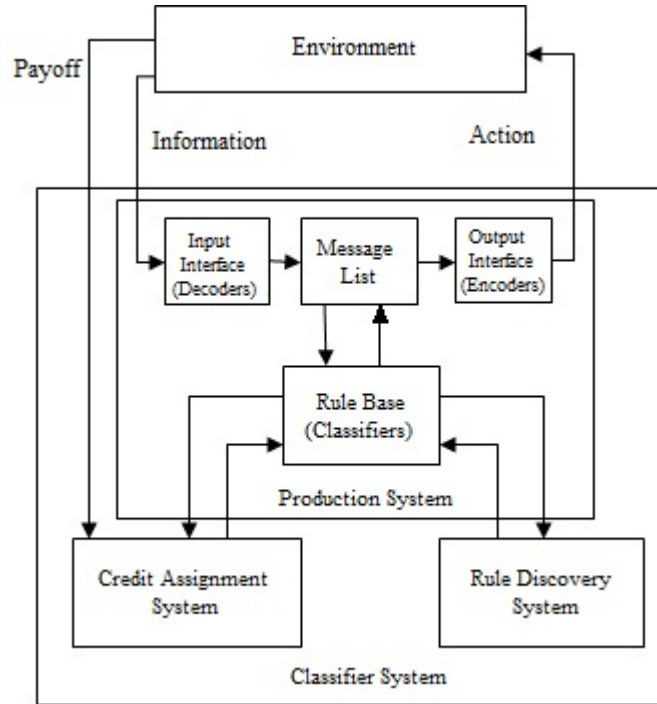 Environment
Payoff
Information
Action
Input
Interface
(Decoders)
Message
List
Output
Interface
(Encoders)
Rule Base
(Classifiers)
Production System
Credit Assignment
System
Rule Discovery
System
Classifier System